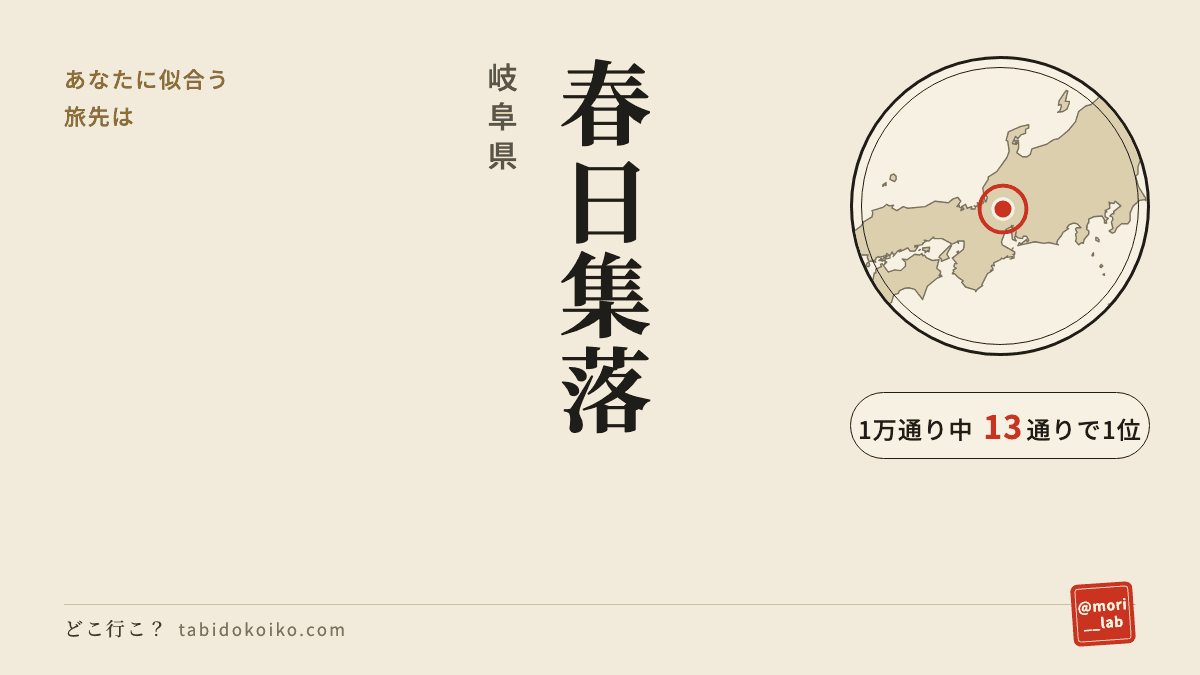 あなたに似合う
旅先は
春日集落
岐阜県
1万通り中 13通りで1位
どこ行こ？ tabidokoiko.com
@mori
__lab